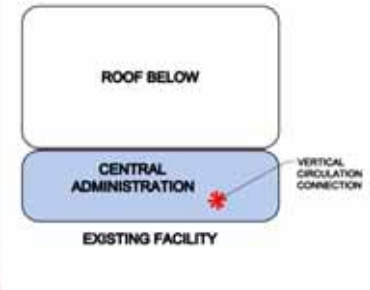 ROOF BELOW
CENTRAL
ADMINISTRATION
VERTICAL
CIRCULATION
CONNECTION
EXISTING FACILITY